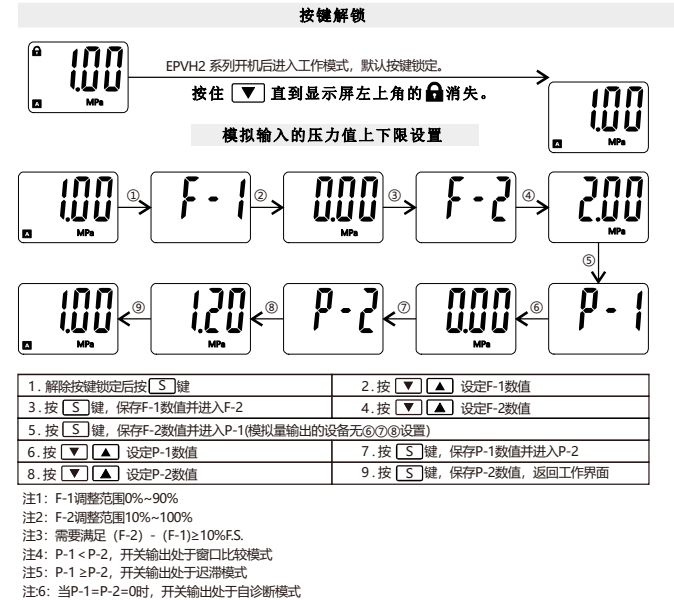 按键解锁
1.00
A
MPa
EPVH2 系列开机后进入工作模式，默认按键锁定。
按住 ▼ 直到显示屏左上角的🔒消失。
1.00
A
MPa
模拟输入的压力值上下限设置
1.00
A
MPa
①
F-1
②
0.00
MPa
③
F-2
④
2.00
MPa
⑤
1.00
A
MPa
⑨
1.20
MPa
⑧
P-2
⑦
0.00
MPa
⑥
P-1
1. 解除按键锁定后按 S 键
2. 按 ▼ ▲ 设定F-1数值
3. 按 S 键，保存F-1数值并进入F-2
4. 按 ▼ ▲ 设定F-2数值
5. 按 S 键，保存F-2数值并进入P-1(模拟量输出的设备无⑥⑦⑧设置)
6. 按 ▼ ▲ 设定P-1数值
7. 按 S 键，保存P-1数值并进入P-2
8. 按 ▼ ▲ 设定P-2数值
9. 按 S 键，保存P-2数值，返回工作界面
注1：F-1调整范围0%~90%
注2：F-2调整范围10%~100%
注3：需要满足（F-2）-（F-1)≥10%F.S.
注4：P-1 < P-2，开关输出处于窗口比较模式
注5：P-1 ≥P-2，开关输出处于迟滞模式
注:6：当P-1=P-2=0时，开关输出处于自诊断模式